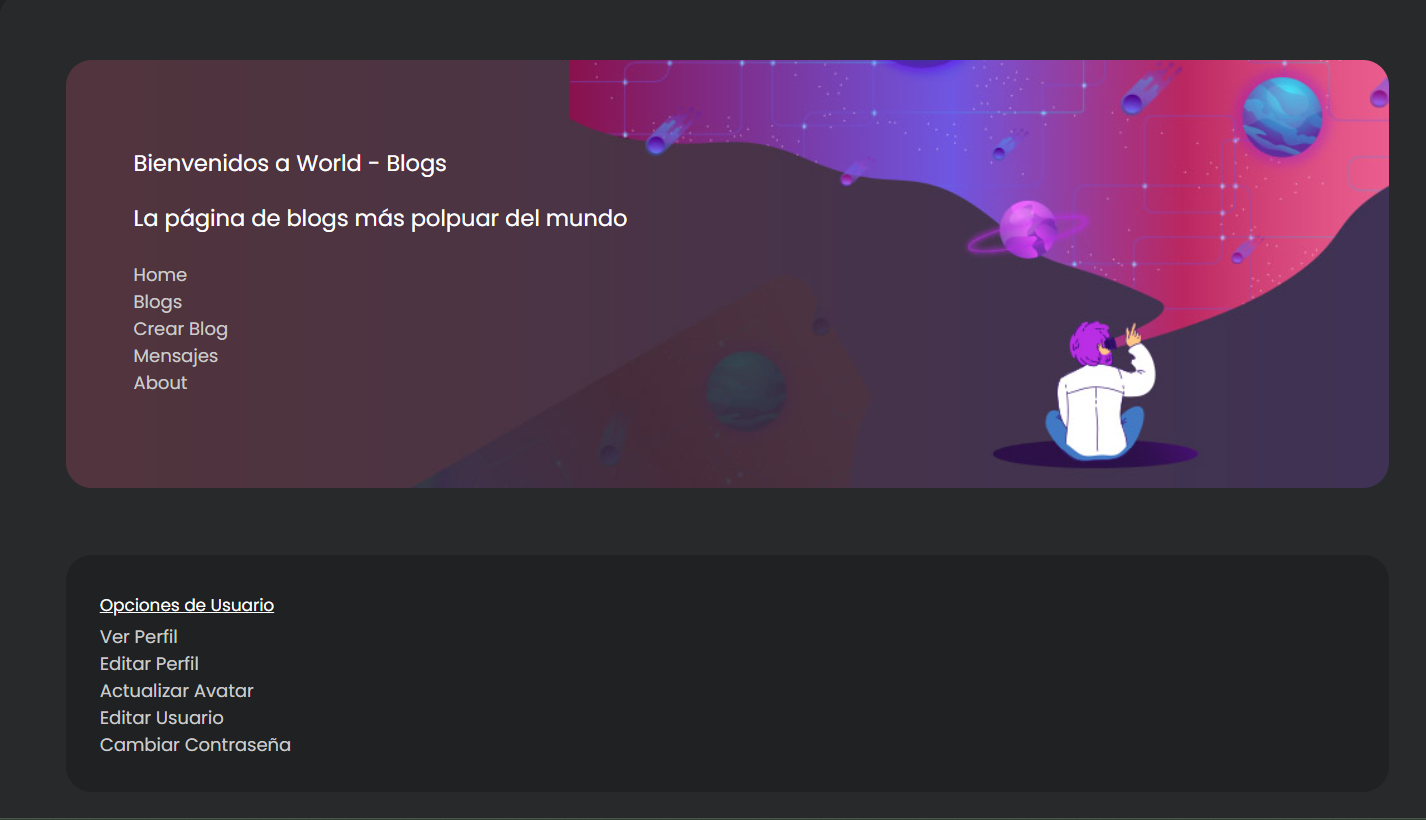 Bienvenidos a World - Blogs
La página de blogs más polpuar del mundo
Home
Blogs
Crear Blog
Mensajes
About
Opciones de Usuario
Ver Perfil
Editar Perfil
Actualizar Avatar
Editar Usuario
Cambiar Contraseña